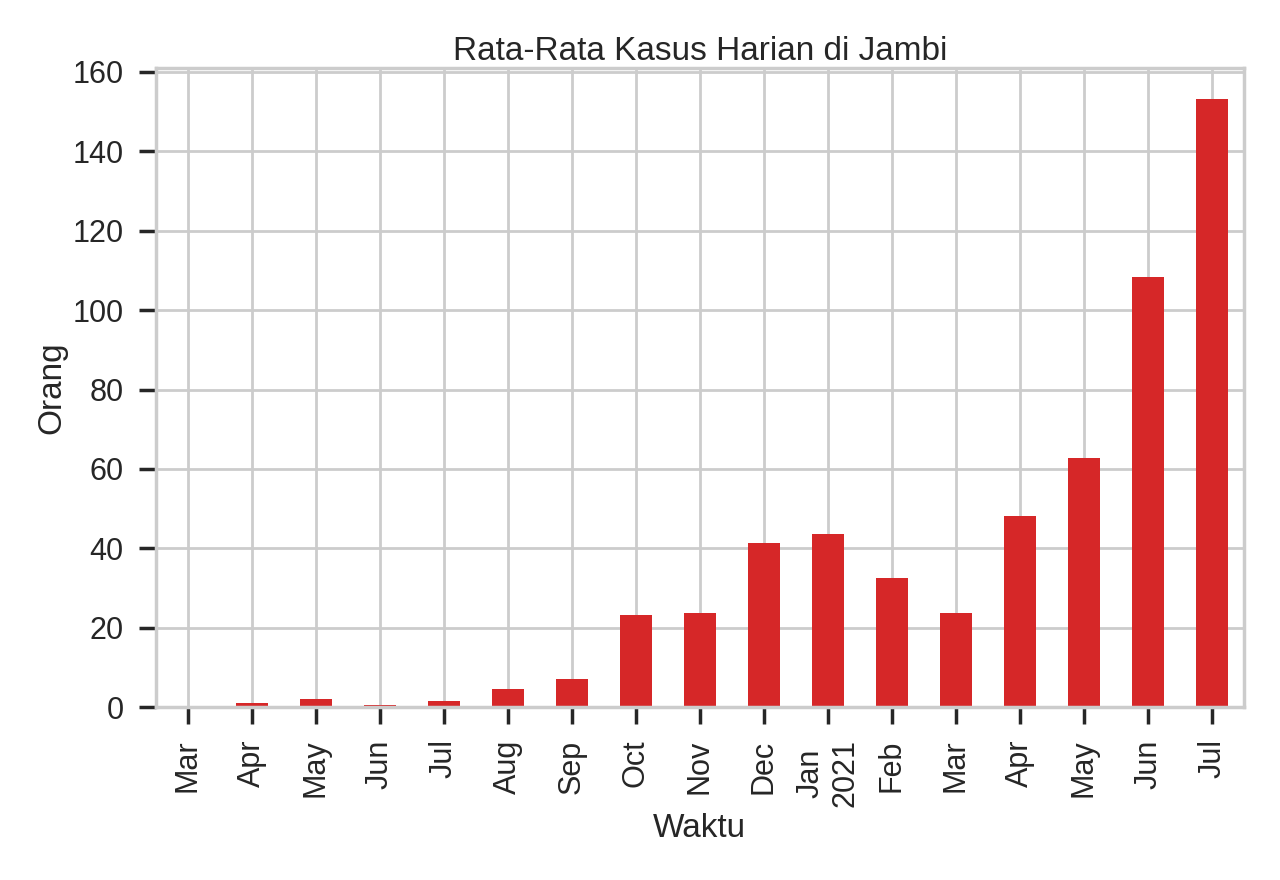 Rata-Rata Kasus Harian di Jambi
160
140
120
100
80
60
40
20
0
Orang
Mar
Apr
May
Jun
Jul
Aug
Sep
Oct
Nov
Dec
Jan
2021
Feb
Mar
Apr
May
Jun
Jul
Waktu